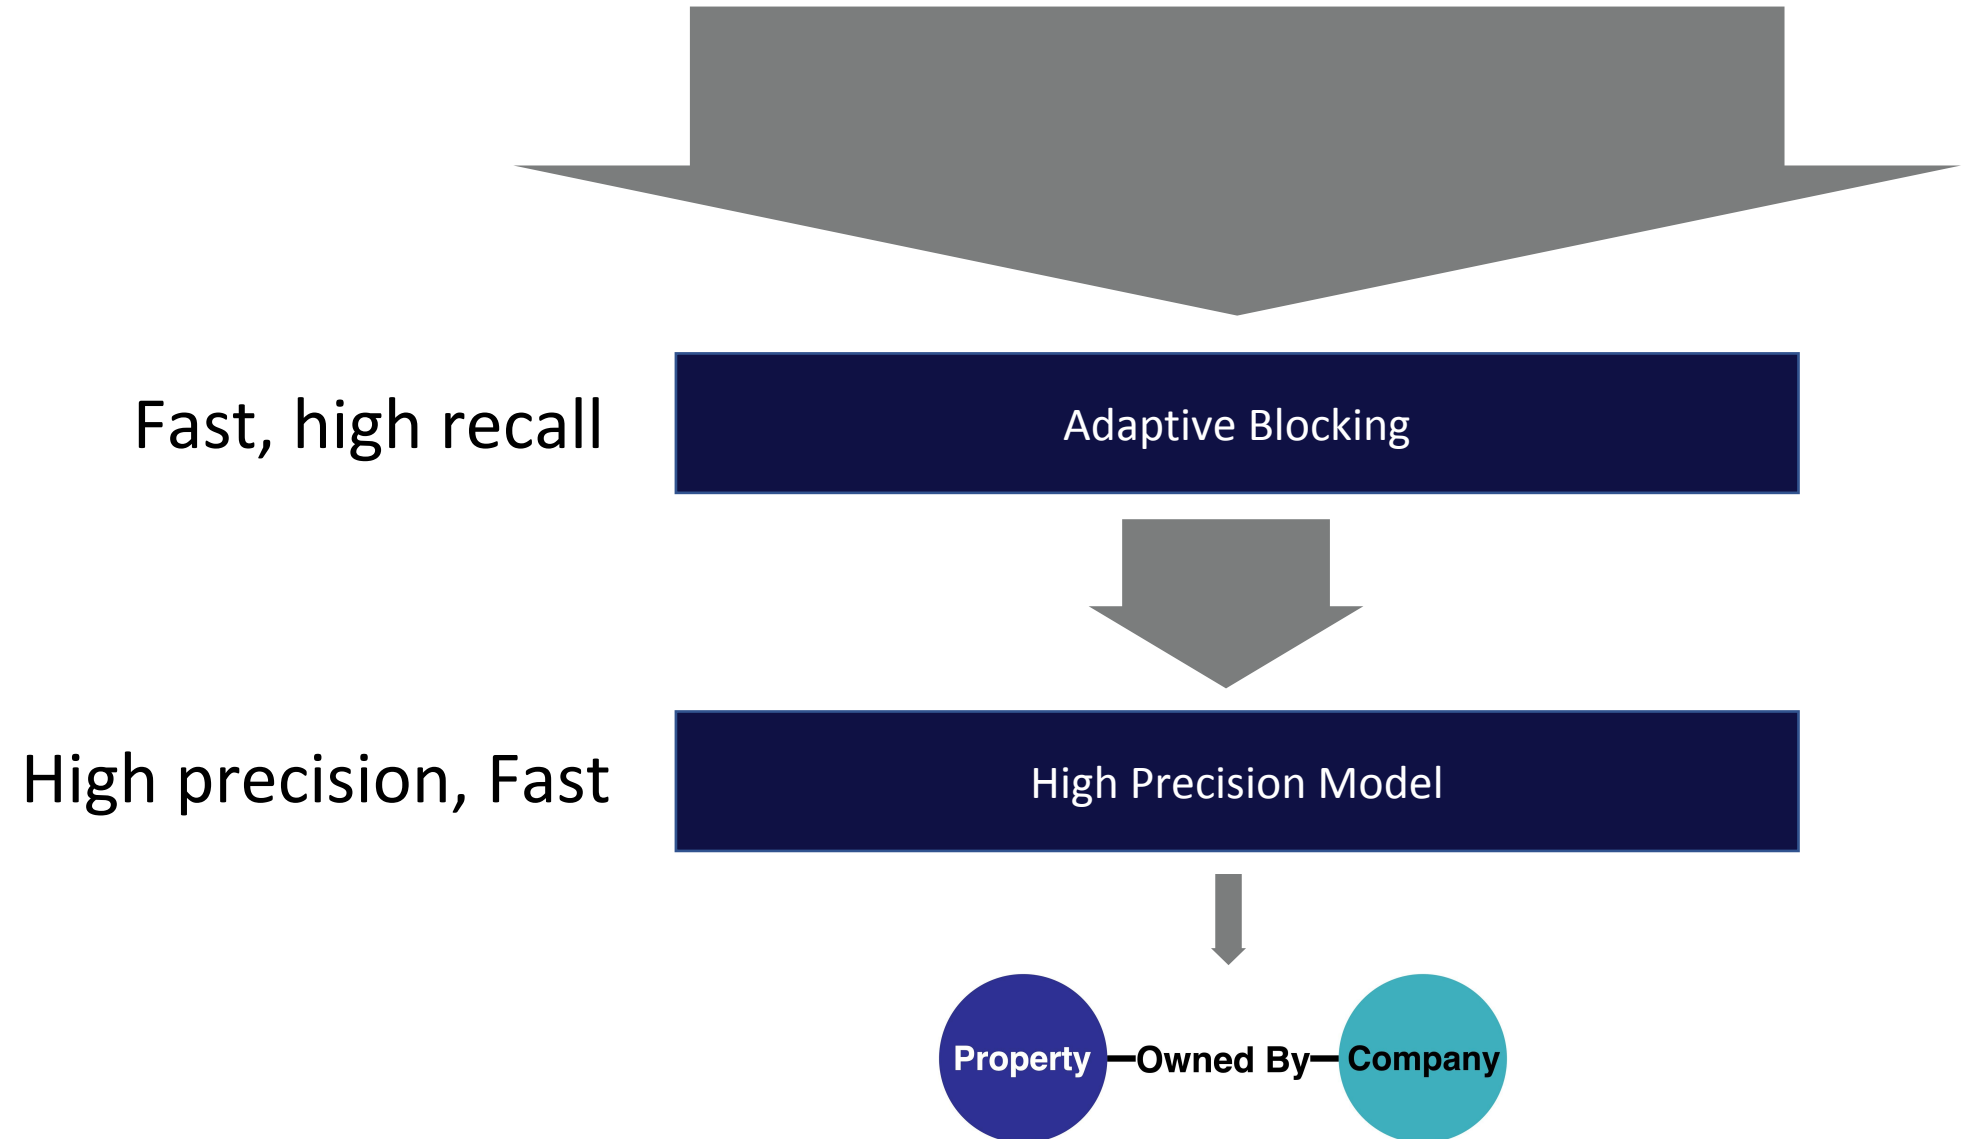 Fast, high recall
Adaptive Blocking
High precision, Fast
High Precision Model
Property
Owned By
Company